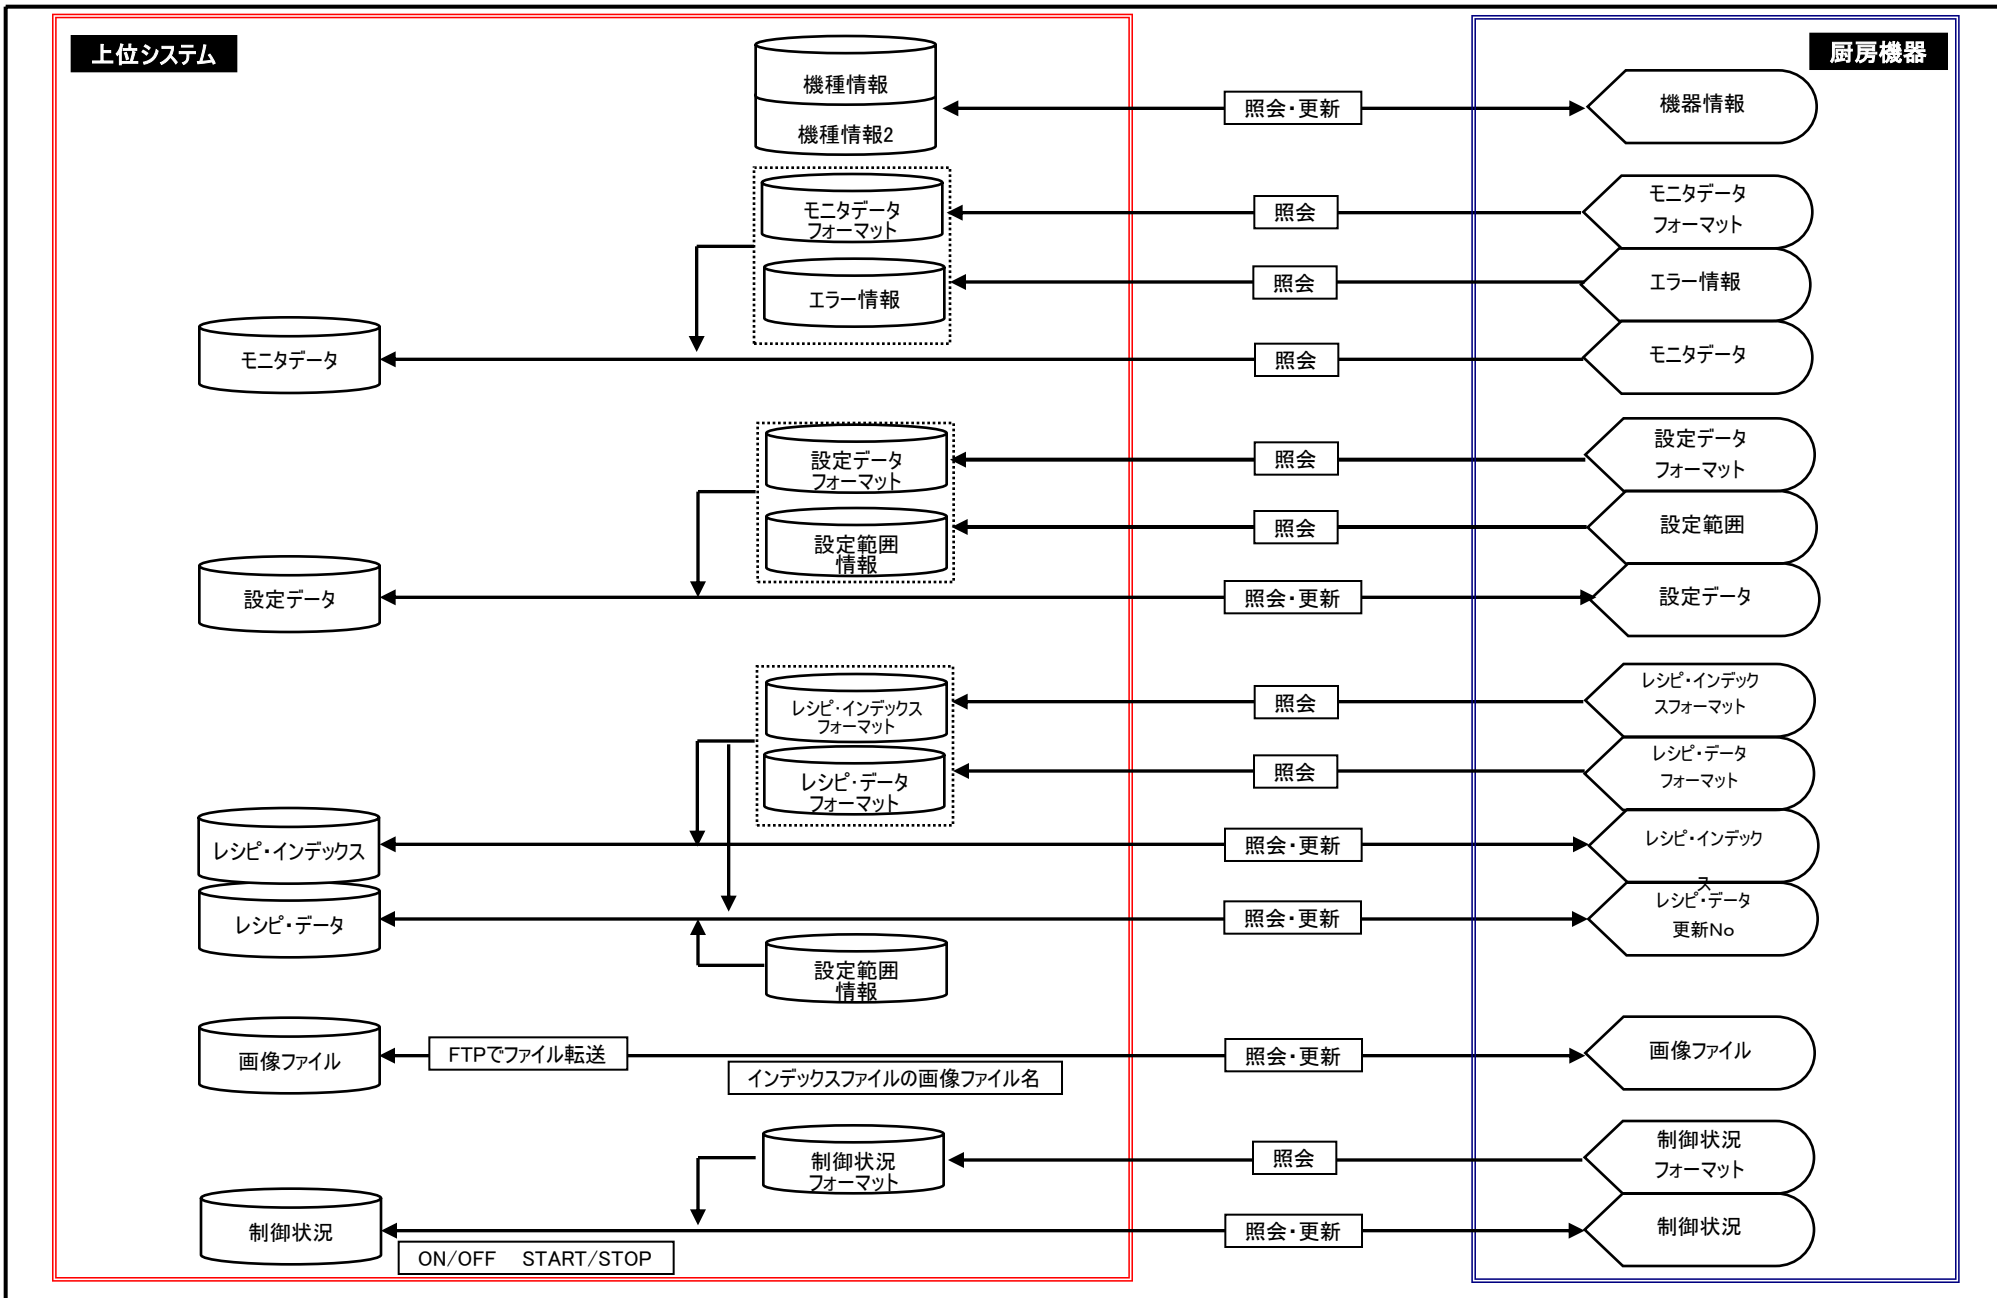 上位システム
厨房機器
機種情報
機種情報2
照会・更新
機器情報
モニタデータ
フォーマット
照会
モニタデータ
フォーマット
エラー情報
照会
エラー情報
モニタデータ
照会
モニタデータ
設定データ
フォーマット
照会
設定データ
フォーマット
設定範囲
情報
照会
設定範囲
設定データ
照会・更新
設定データ
レシピ・インデックス
フォーマット
照会
レシピ・インデック
スフォーマット
レシピ・データ
フォーマット
照会
レシピ・データ
フォーマット
レシピ・インデックス
照会・更新
レシピ・インデック
ス
レシピ・データ
照会・更新
レシピ・データ
更新No
設定範囲
情報
画像ファイル
FTPでファイル転送
照会・更新
画像ファイル
インデックスファイルの画像ファイル名
制御状況
フォーマット
照会
制御状況
フォーマット
制御状況
照会・更新
制御状況
ON/OFF START/STOP